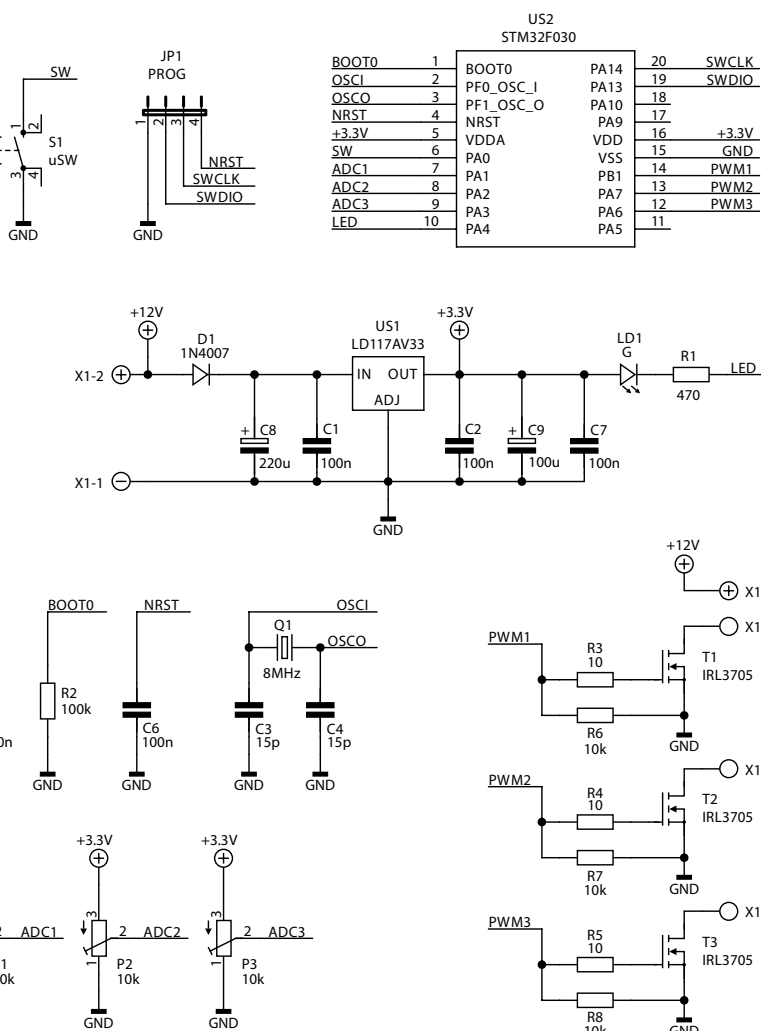 US2
STM32F030
BOOT0 1 BOOT0 PA14 20 SWCLK
OSCI 2 PF0_OSC_I PA13 19 SWDIO
OSCO 3 PF1_OSC_O PA10 18
NRST 4 NRST PA9 17
+3.3V 5 VDDA VDD 16 +3.3V
SW 6 PA0 VSS 15 GND
ADC1 7 PA1 PB1 14 PWM1
ADC2 8 PA2 PA7 13 PWM2
ADC3 9 PA3 PA6 12 PWM3
LED 10 PA4 PA5 11
SW
1 2
S1
uSW
3 4
GND
JP1
PROG
1 2 3 4
NRST
SWCLK
SWDIO
GND
+12V
X1-2
D1
1N4007
US1
LD117AV33
IN OUT
ADJ
+3.3V
LD1
G
R1
470
LED
+ C8
220u
C1
100n
C2
100n
+ C9
100u
C7
100n
X1-1
GND
BOOT0
R2
100k
GND
NRST
C6
100n
GND
OSCI
Q1
8MHz
OSCO
C3
15p
C4
15p
GND
GND
+12V
X1
X1
PWM1
R3
10
T1
IRL3705
R6
10k
GND
X1
PWM2
R4
10
T2
IRL3705
R7
10k
GND
X1
PWM3
R5
10
T3
IRL3705
R8
10k
GND
2 ADC1
+3.3V
3
2 ADC2
1
P2
10k
GND
+3.3V
3
2 ADC3
1
P3
10k
GND